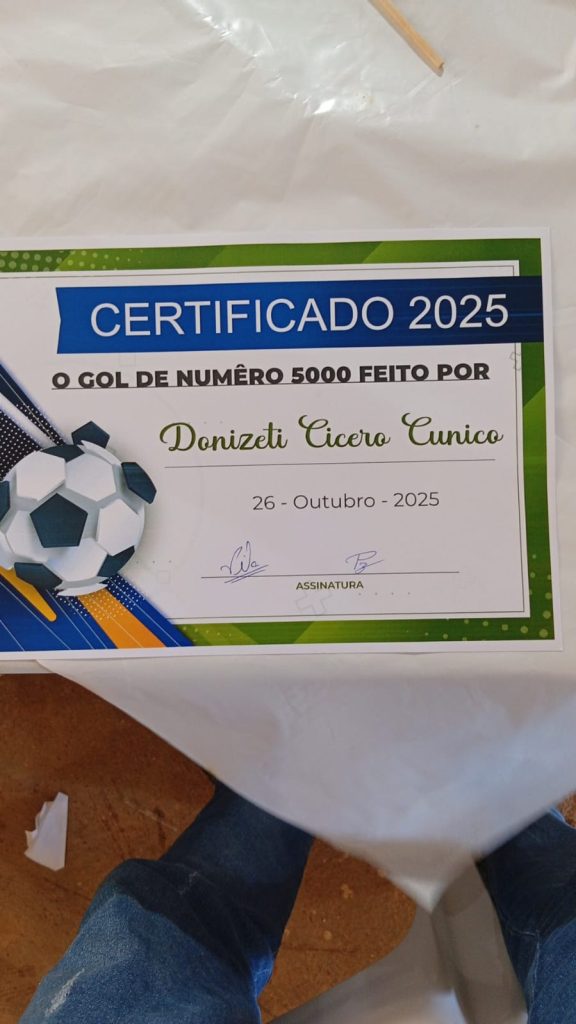 CERTIFICADO 2025
O GOL DE NUMÊRO 5000 FEITO POR
Donizeti Cicero Cunico
26 - Outubro - 2025
ASSINATURA